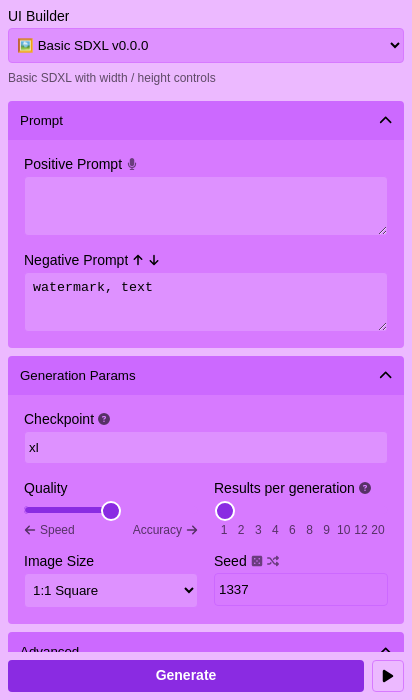 UI Builder
🖼️ Basic SDXL v0.0.0
Basic SDXL with width / height controls
Prompt
Positive Prompt
Negative Prompt ↑ ↓
watermark, text
Generation Params
Checkpoint ?
xl
Quality
← Speed Accuracy →
Results per generation ?
1 2 3 4 6 8 9 10 12 20
Image Size
1:1 Square
Seed
1337
Advanced
Generate